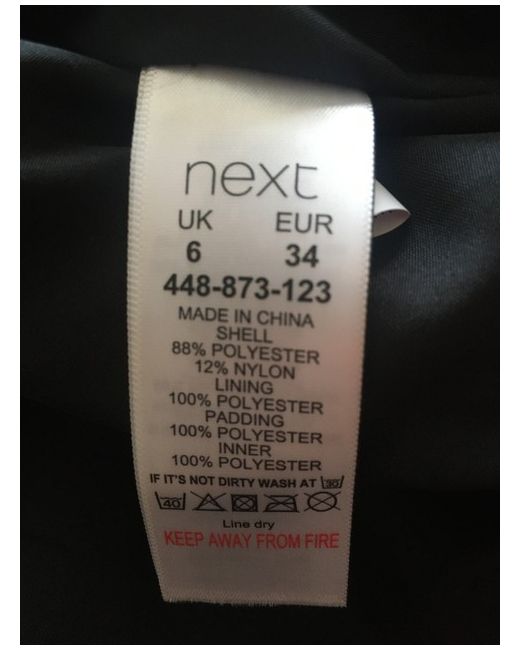 next
UK EUR
6 34
448-873-123
MADE IN CHINA
SHELL
88% POLYESTER
12% NYLON
LINING
100% POLYESTER
PADDING
100% POLYESTER
INNER
100% POLYESTER
IF IT'S NOT DIRTY WASH AT 30
40
Line dry
KEEP AWAY FROM FIRE